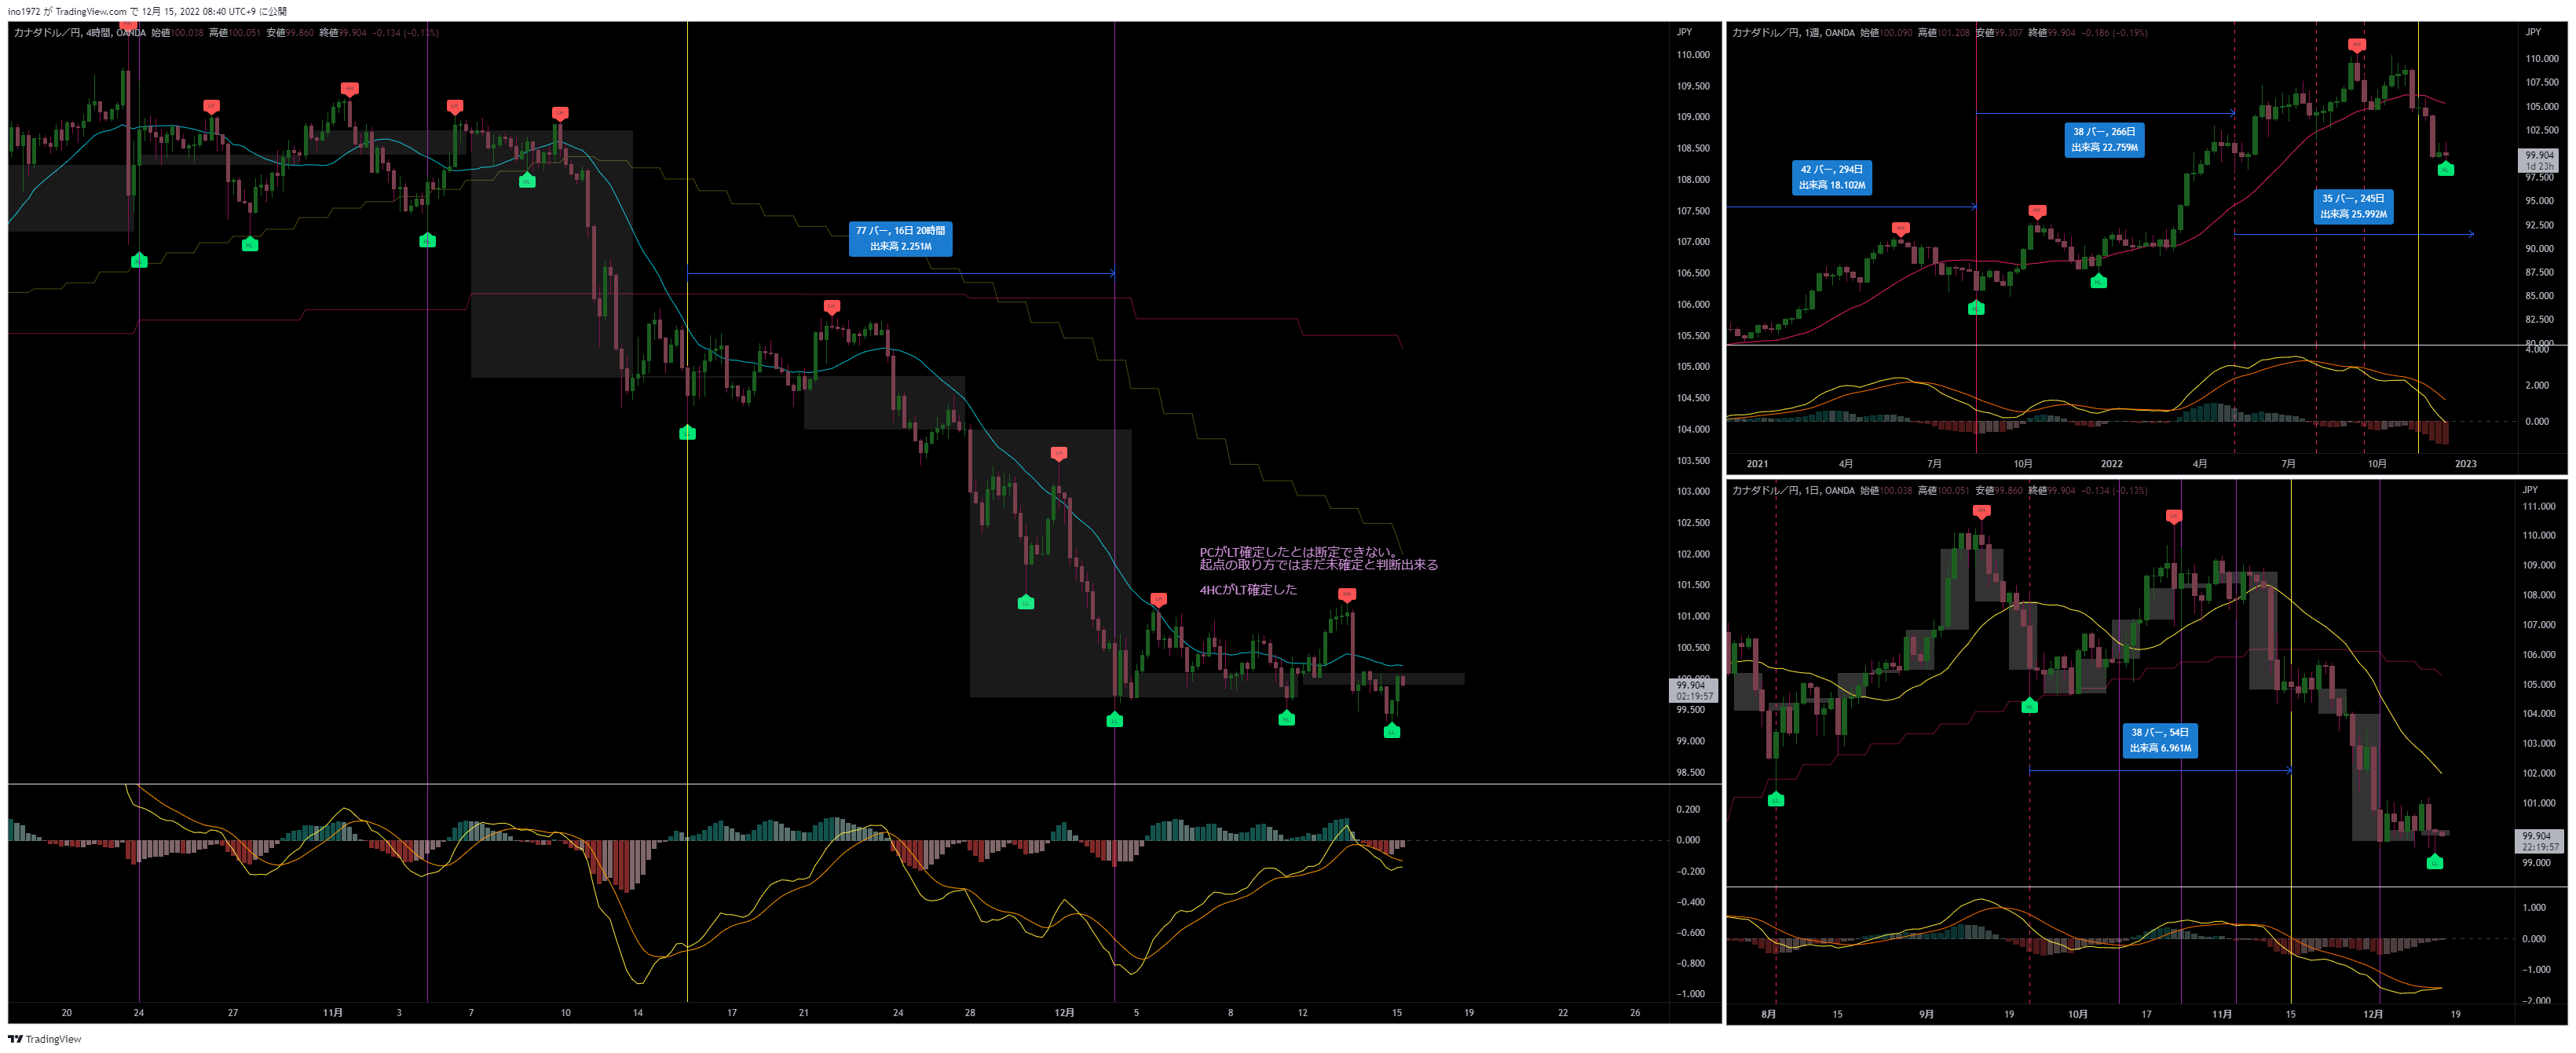 ino1972 が TradingView.com で 12月 15, 2022 08:40 UTC+9 に公開
カナダドル／円, 4時間, OANDA 始値100.038 高値100.051 安値99.860 終値99.904 −0.134 (−0.13%)
JPY
110.000
109.500
109.000
108.500
108.000
107.500
107.000
106.500
106.000
105.500
105.000
104.500
104.000
103.500
103.000
102.500
102.000
101.500
101.000
100.500
100.000
99.904
02:19:57
99.500
99.000
98.500
77 バー, 16日 20時間
出来高 2.251M
PCがLT確定したとは断定できない。
起点の取り方ではまだ未確定と判断出来る
4HCがLT確定した
0.200
0.000
−0.200
−0.400
−0.600
−0.800
−1.000
20 24 27 11月 3 7 10 14 17 21 24 28 12月 5 8 12 15 19 22 26
カナダドル／円, 1週, OANDA 始値100.090 高値101.208 安値99.307 終値99.904 −0.186 (−0.19%)
JPY
110.000
107.500
105.000
102.500
99.904
1d 23h
97.500
95.000
92.500
90.000
87.500
85.000
82.500
80.000
42 バー, 294日
出来高 18.102M
38 バー, 266日
出来高 22.759M
35 バー, 245日
出来高 25.992M
4.000
2.000
0.000
2021 4月 7月 10月 2022 4月 7月 10月 2023
カナダドル／円, 1日, OANDA 始値100.038 高値100.051 安値99.860 終値99.904 −0.134 (−0.13%)
JPY
111.000
110.000
109.000
108.000
107.000
106.000
105.000
104.000
103.000
102.000
101.000
99.904
22:19:57
99.000
38 バー, 54日
出来高 6.961M
1.000
0.000
−1.000
−2.000
8月 15 9月 19 10月 17 11月 15 12月 19
TradingView